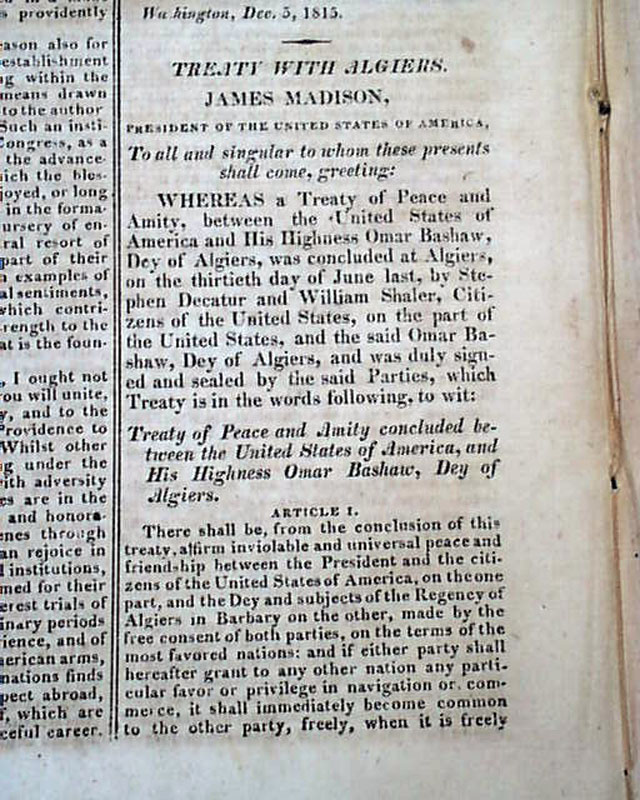 s providently
eason also for
establishment
ng within the
means drawn
to the author
Such an insti-
Congress, as a
the advance-
ich the bles-
joyed, or long
in the forma-
ursery of en-
ral resort of
part of their
n examples of
al sentiments,
which contri-
rength to the
at is the foun-
, I ought not
you will unite,
y, and to the
Providence to
Whilst other
g under the
ith adversity
es are in the
and honora-
enes through
an rejoice in
l institutions,
med for their
erest trials of
inary periods
ience, and of
erican arms,
nations finds
pect abroad,
f, which are
ceful career.
Washington, Dec. 5, 1815.
TREATY WITH ALGIERS.
JAMES MADISON,
PRESIDENT OF THE UNITED STATES OF AMERICA,
To all and singular to whom these presents
shall come, greeting:
WHEREAS a Treaty of Peace and
Amity, between the United States of
America and His Highness Omar Bashaw,
Dey of Algiers, was concluded at Algiers,
on the thirtieth day of June last, by Ste-
phen Decatur and William Shaler, Citi-
zens of the United States, on the part of
the United States, and the said Omar Ba-
shaw, Dey of Algiers, and was duly sign-
ed and sealed by the said Parties, which
Treaty is in the words following, to wit:
Treaty of Peace and Amity concluded be-
tween the United States of America, and
His Highness Omar Bashaw, Dey of
Algiers.
ARTICLE I.
There shall be, from the conclusion of this
treaty, a firm inviolable and universal peace and
friendship between the President and the citi-
zens of the United States of America, on the one
part, and the Dey and subjects of the Regency of
Algiers in Barbary on the other, made by the
free consent of both parties, on the terms of the
most favored nations: and if either party shall
hereafter grant to any other nation any parti-
cular favor or privilege in navigation or com-
merce, it shall immediately become common
to the other party, freely, when it is freely